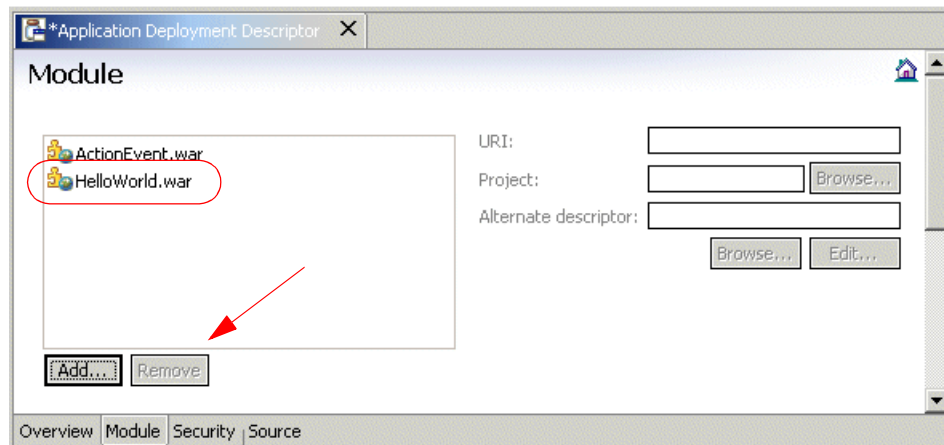 *Application Deployment Descriptor
Module
ActionEvent.war
HelloWorld.war
URI:
Project:
Browse...
Alternate descriptor:
Browse...
Edit...
Add...
Remove
Overview Module Security Source